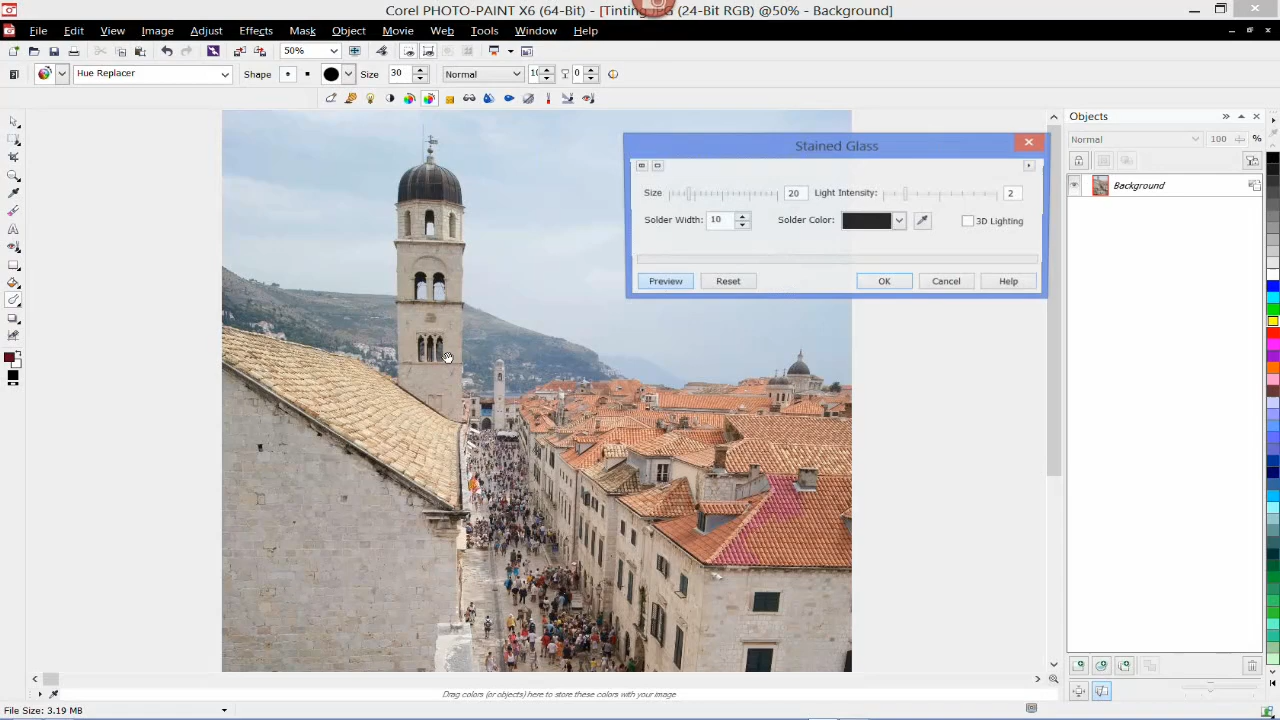 Corel PHOTO-PAINT X6 (64-Bit) - [Tinting.JPG (24-Bit RGB) @50% - Background]
File Edit View Image Effects Mask Object Adjust Movie Web Tools Window Help
50%
Hue Replacer Shape Size 30 Normal 0
Objects
Stained Glass
Normal 100 %
Size 20 Light Intensity: 2
Background
Solder Width: 10 Solder Color: 3D Lighting
Preview Reset OK Cancel Help
Drag colors (or objects) here to store these colors with your image
File Size: 3.19 MB